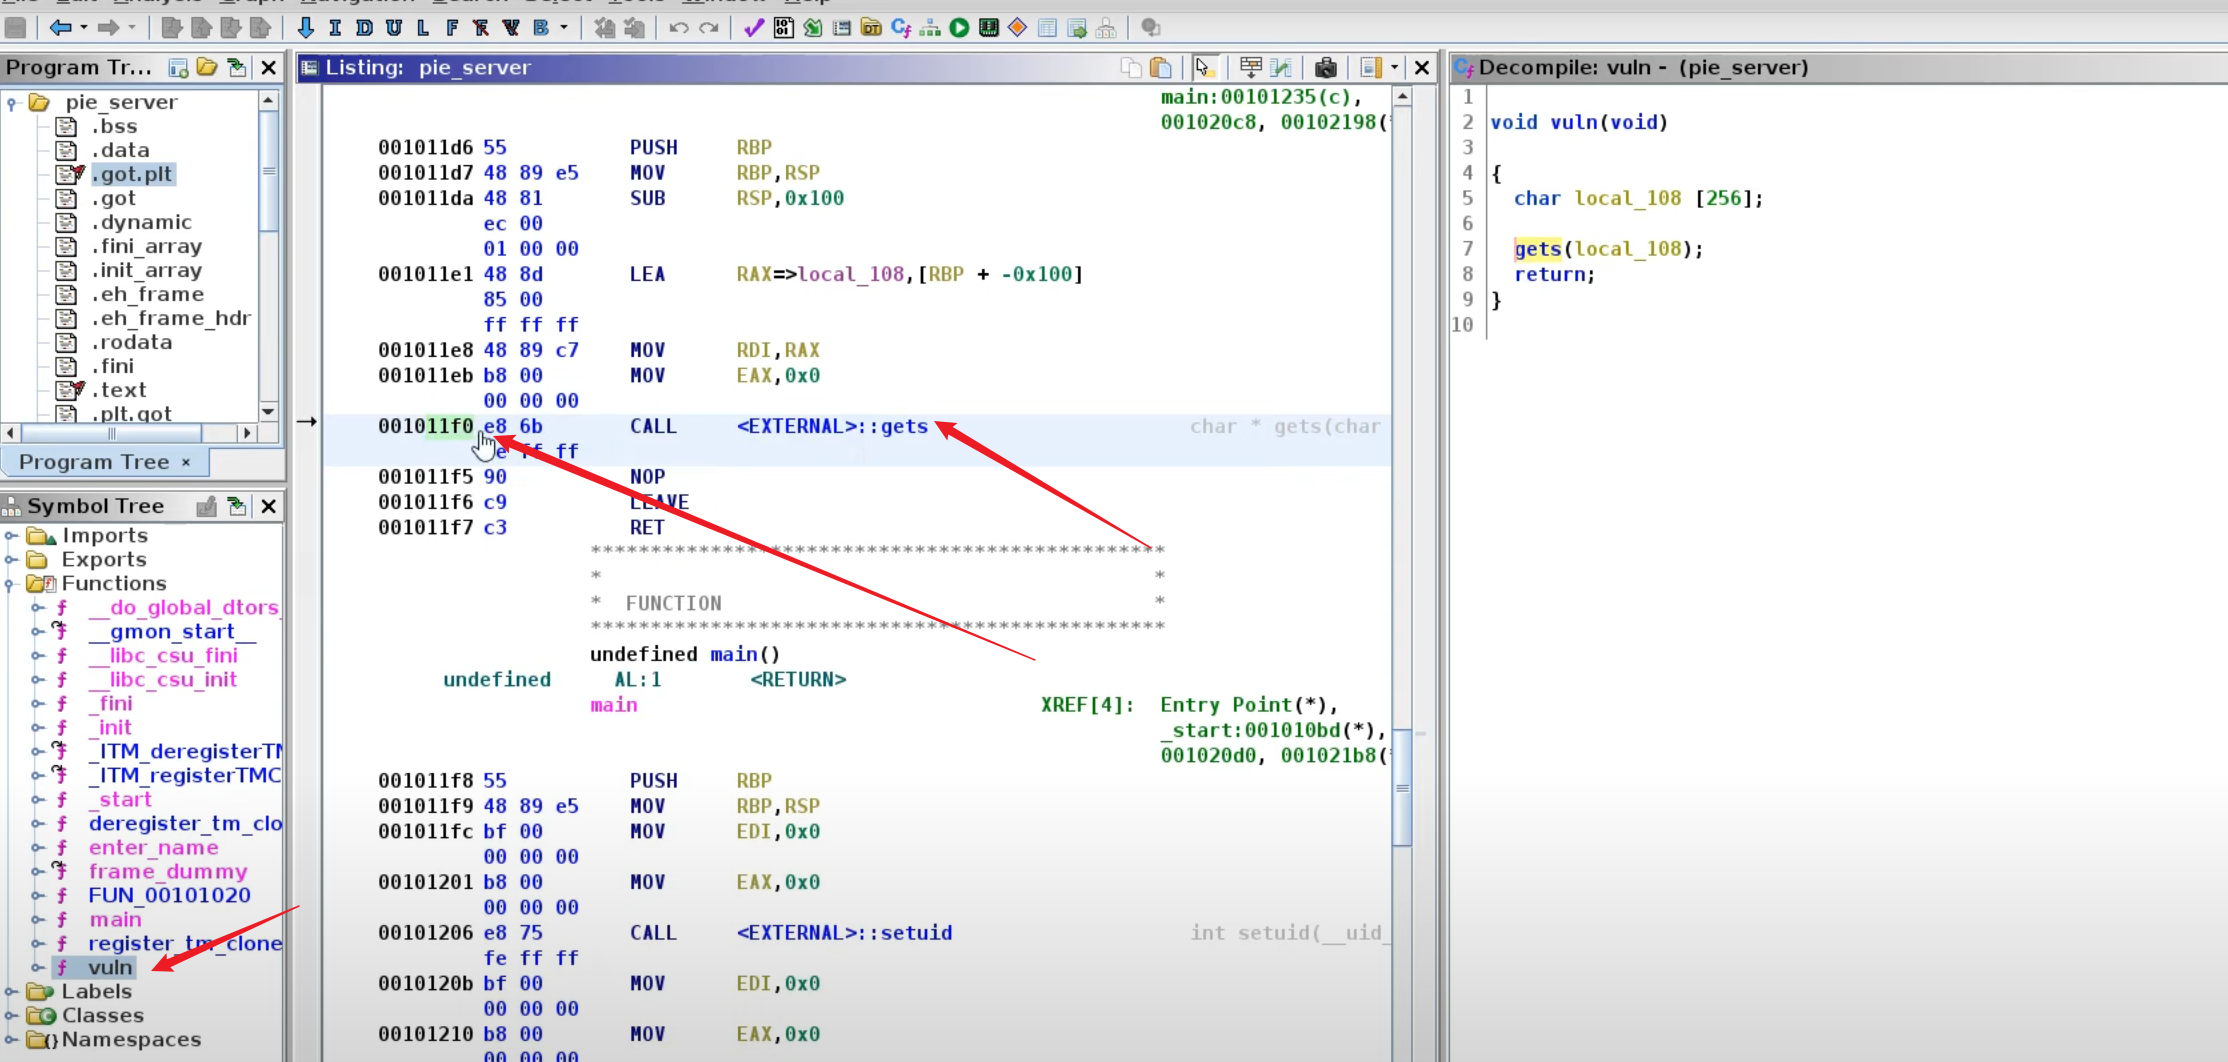 Program Tr...
pie_server
.bss
.data
.got.plt
.got
.dynamic
.fini_array
.init_array
.eh_frame
.eh_frame_hdr
.rodata
.fini
.text
.plt.got
Program Tree ×
Symbol Tree
Imports
Exports
Functions
__do_global_dtors_
__gmon_start__
__libc_csu_fini
__libc_csu_init
_fini
_init
_ITM_deregisterTM
_ITM_registerTMC
_start
deregister_tm_clo
enter_name
frame_dummy
FUN_00101020
main
register_tm_clone
vuln
Labels
Classes
Namespaces
I D U L F B
Listing: pie_server
main:00101235(c),
001020c8, 00102198(*
001011d6 55 PUSH RBP
001011d7 48 89 e5 MOV RBP,RSP
001011da 48 81 SUB RSP,0x100
ec 00
01 00 00
001011e1 48 8d LEA RAX=>local_108,[RBP + -0x100]
85 00
ff ff ff
001011e8 48 89 c7 MOV RDI,RAX
001011eb b8 00 MOV EAX,0x0
00 00 00
001011f0 e8 6b CALL <EXTERNAL>::gets char * gets(char
e ff ff
001011f5 90 NOP
001011f6 c9 LEAVE
001011f7 c3 RET
************************************************
* *
* FUNCTION *
************************************************
undefined main()
undefined AL:1 <RETURN>
main XREF[4]: Entry Point(*),
_start:001010bd(*),
001020d0, 001021b8(*
001011f8 55 PUSH RBP
001011f9 48 89 e5 MOV RBP,RSP
001011fc bf 00 MOV EDI,0x0
00 00 00
00101201 b8 00 MOV EAX,0x0
00 00 00
00101206 e8 75 CALL <EXTERNAL>::setuid int setuid(__uid_
fe ff ff
0010120b bf 00 MOV EDI,0x0
00 00 00
00101210 b8 00 MOV EAX,0x0
00 00 00
Decompile: vuln - (pie_server)
1
2 void vuln(void)
3
4 {
5 char local_108 [256];
6
7 gets(local_108);
8 return;
9 }
10